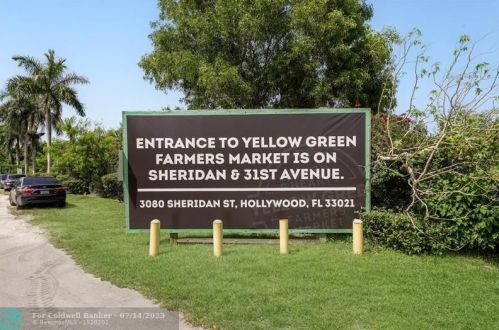 ENTRANCE TO YELLOW GREEN
FARMERS MARKET IS ON
SHERIDAN & 31ST AVENUE.
3080 SHERIDAN ST, HOLLYWOOD, FL 33021
For Coldwell Banker 07/14/2023